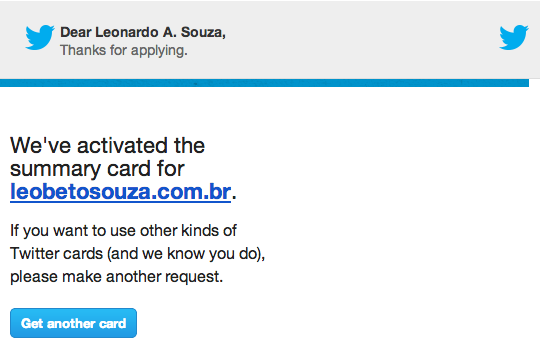 Dear Leonardo A. Souza,
Thanks for applying.
We've activated the
summary card for
leobetosouza.com.br.
If you want to use other kinds of
Twitter cards (and we know you do),
please make another request.
Get another card